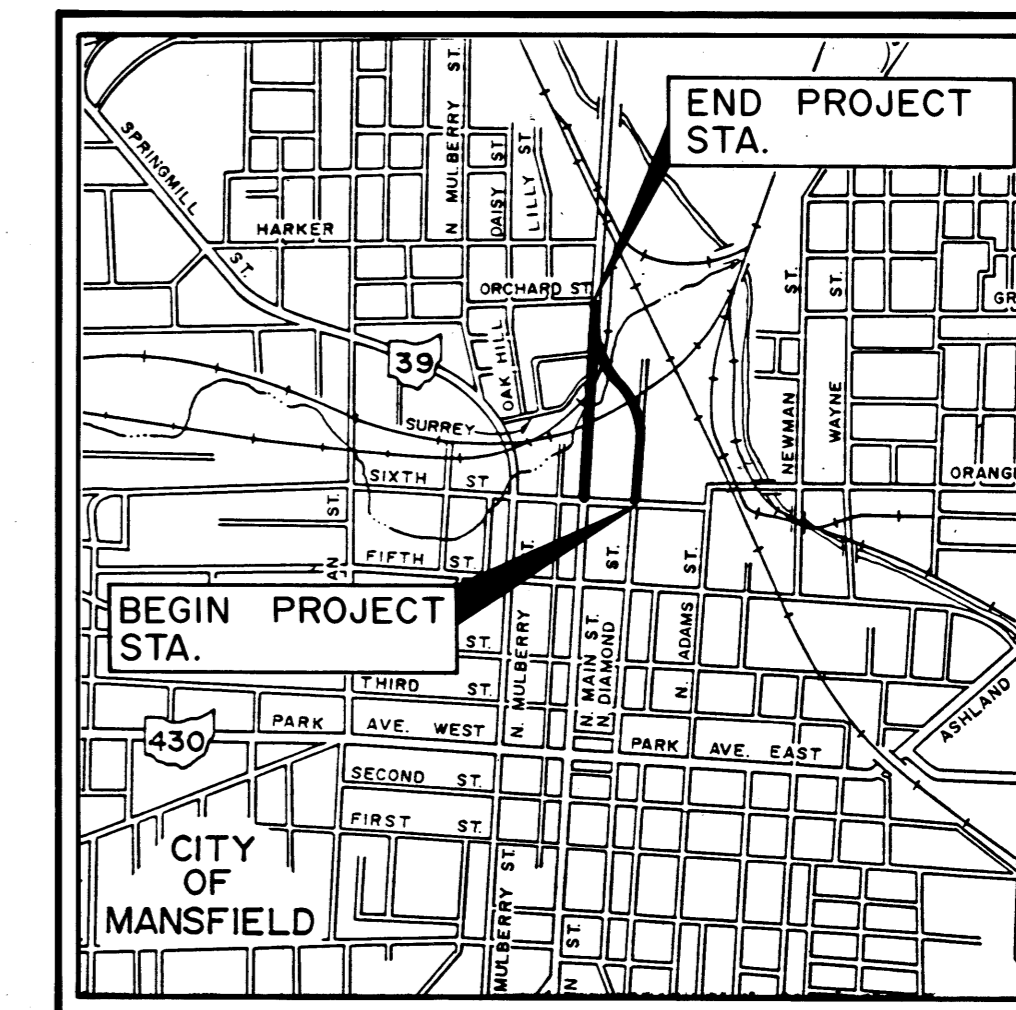 END PROJECT
STA.
N MULBERRY ST.
DAISY ST
LILLY ST
SPRINGMILL
ST.
HARKER
ORCHARD ST.
ST.
ST.
GR
39
OAK HILL
SURREY
NEWMAN
WAYNE
SIXTH ST
ORANGE
ST.
FIFTH ST.
AN
T.
ST.
ST.
BEGIN PROJECT
STA.
ST.
N. MULBERRY
N. MAIN ST.
N DIAMOND
N. ADAMS
THIRD ST.
PARK AVE. WEST
430
PARK AVE. EAST
ASHLAND
SECOND ST.
FIRST ST.
CITY
OF
MANSFIELD
MULBERRY ST.
ST.
IN